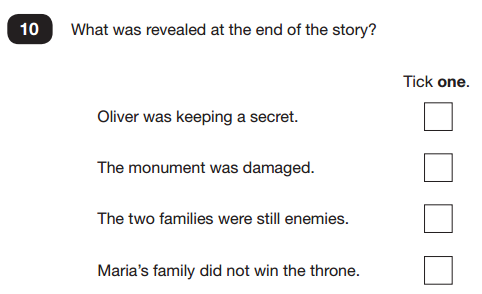 10 What was revealed at the end of the story?
Tick one.
Oliver was keeping a secret.
The monument was damaged.
The two families were still enemies.
Maria’s family did not win the throne.